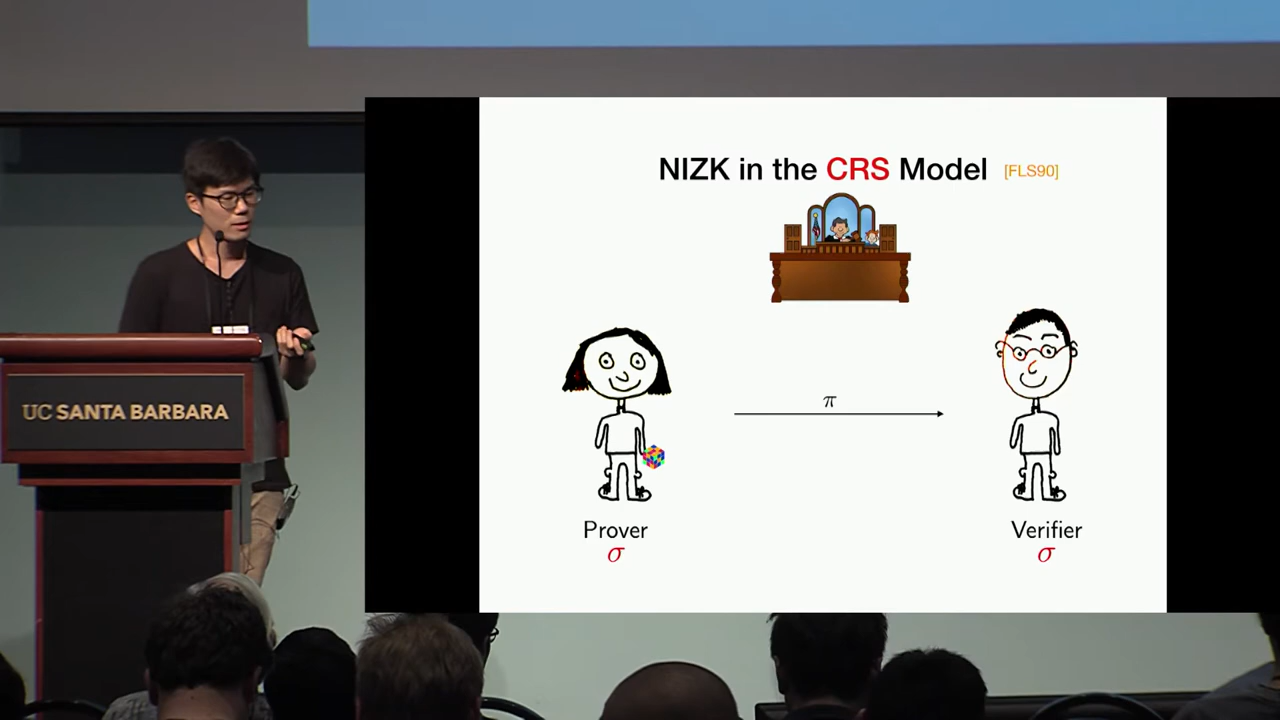 NIZK in the CRS Model [FLS90]
π
Prover
σ
Verifier
σ
UC SANTA BARBARA